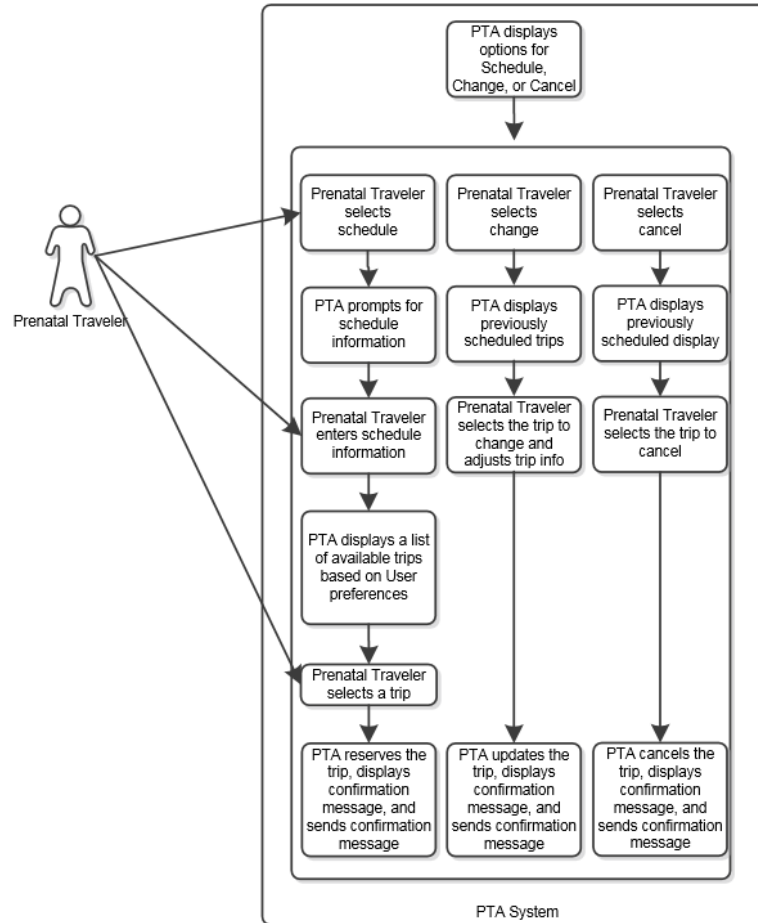 PTA displays
options for
Schedule,
Change, or Cancel
Prenatal Traveler
selects
schedule
Prenatal Traveler
selects
change
Prenatal Traveler
selects
cancel
Prenatal Traveler
PTA prompts for
schedule
information
PTA displays
previously
scheduled trips
PTA displays
previously
scheduled display
Prenatal Traveler
enters schedule
information
Prenatal Traveler
selects the trip to
change and
adjusts trip info
Prenatal Traveler
selects the trip to
cancel
PTA displays a list
of available trips
based on User
preferences
Prenatal Traveler
selects a trip
PTA reserves the
trip, displays
confirmation
message, and
sends confirmation
message
PTA updates the
trip, displays
confirmation
message, and
sends confirmation
message
PTA cancels the
trip, displays
confirmation
message, and
sends confirmation
message
PTA System